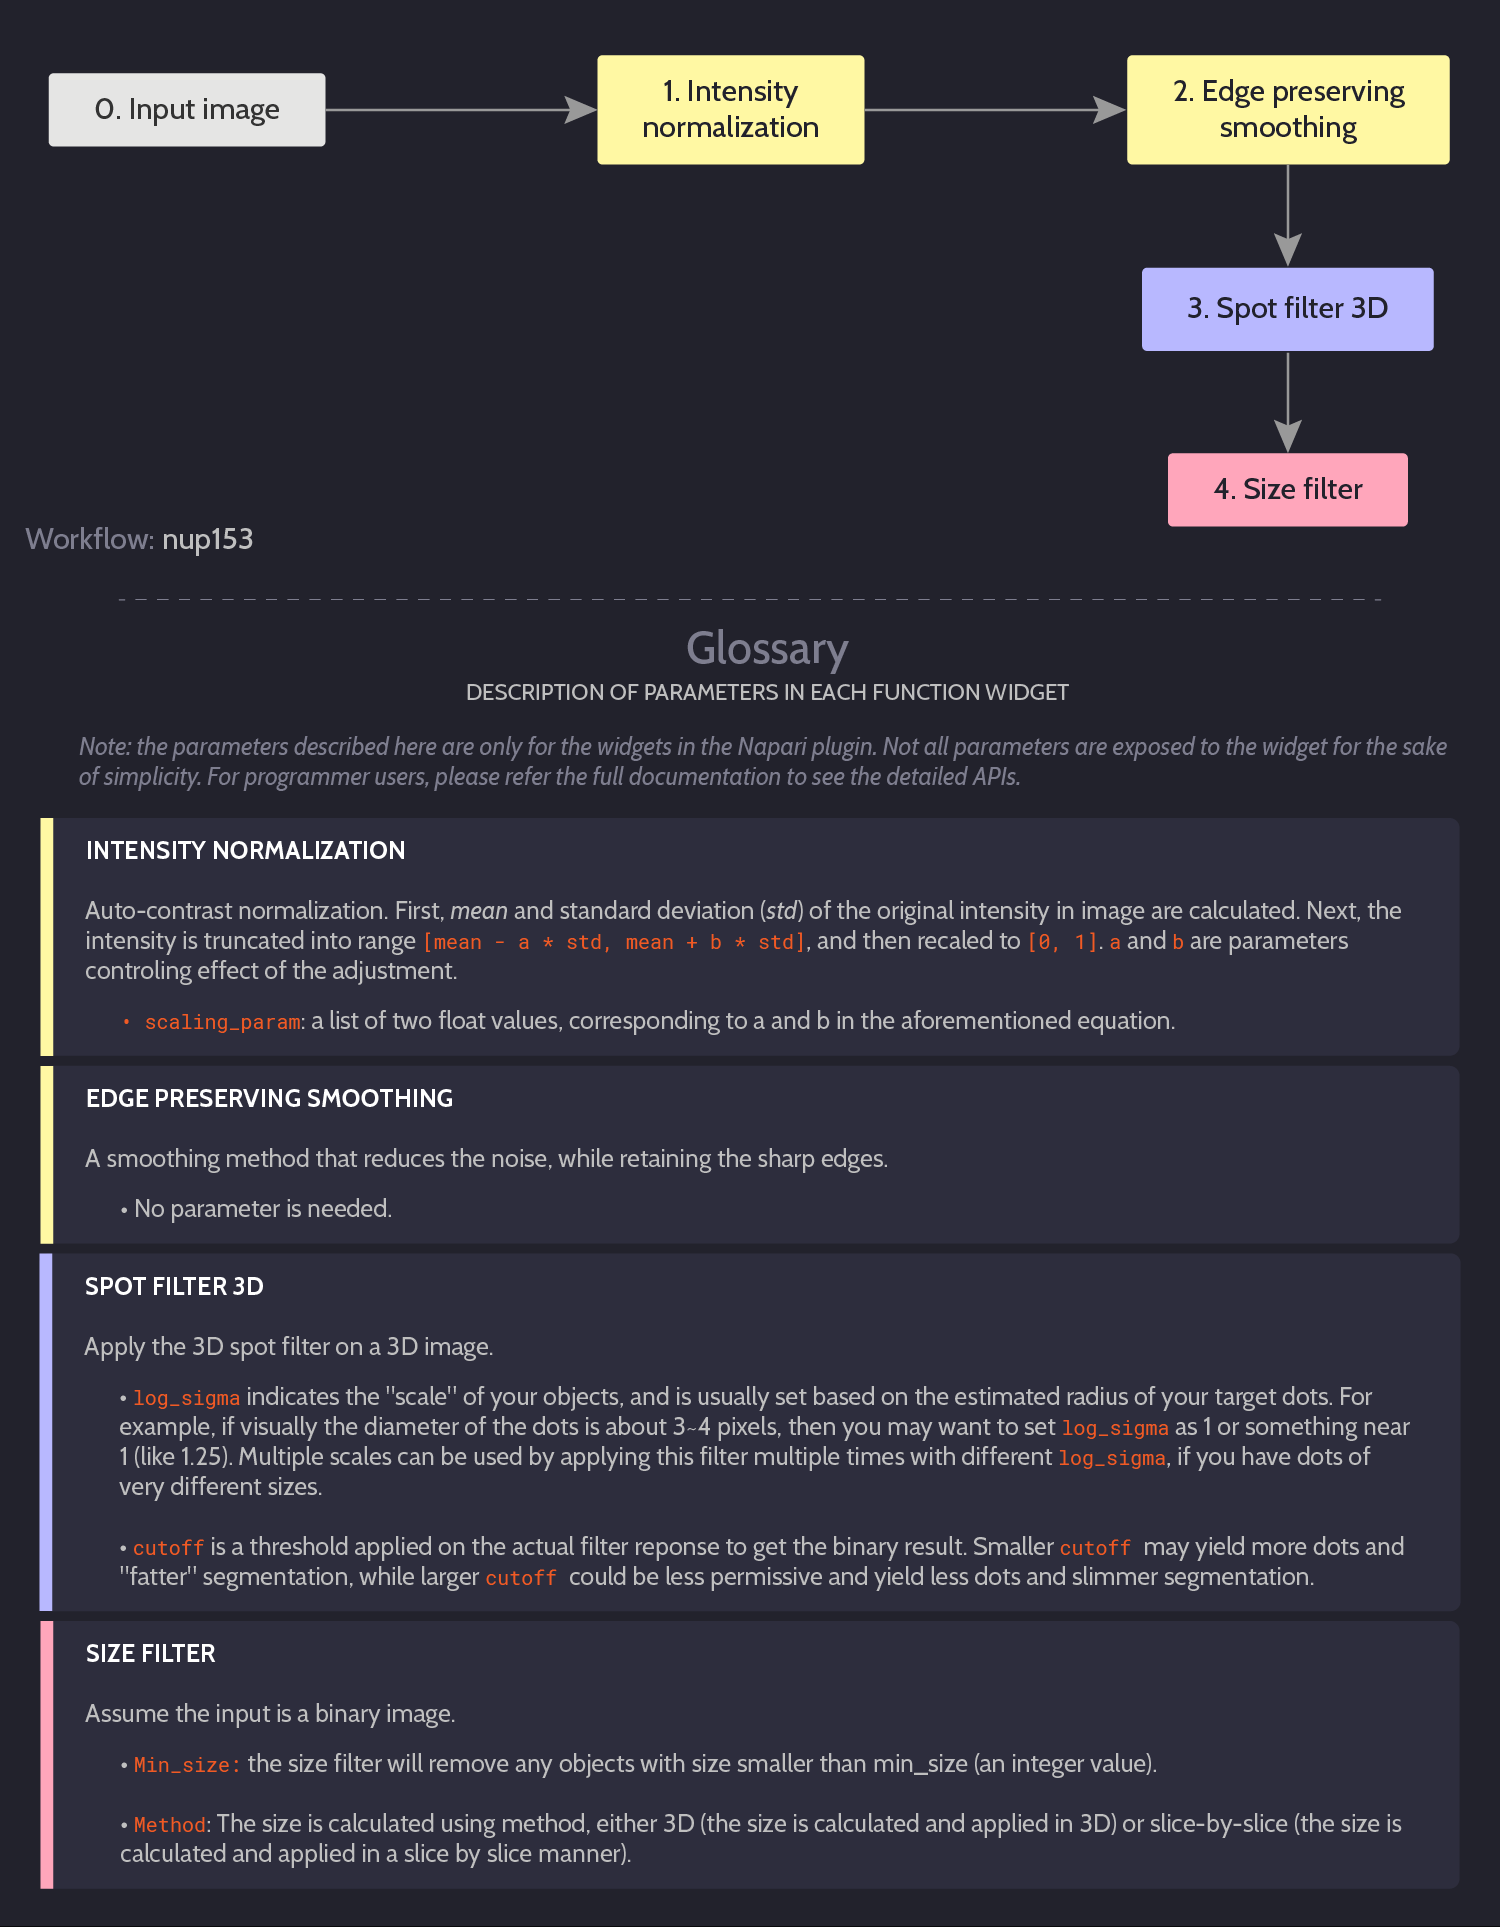 0. Input image
1. Intensity
normalization
2. Edge preserving
smoothing
3. Spot filter 3D
4. Size filter
Workflow: nup153
Glossary
DESCRIPTION OF PARAMETERS IN EACH FUNCTION WIDGET
Note: the parameters described here are only for the widgets in the Napari plugin. Not all parameters are exposed to the widget for the sake
of simplicity. For programmer users, please refer the full documentation to see the detailed APIs.
INTENSITY NORMALIZATION
Auto-contrast normalization. First, mean and standard deviation (std) of the original intensity in image are calculated. Next, the
intensity is truncated into range [mean - a * std, mean + b * std], and then recaled to [0, 1]. a and b are parameters
controling effect of the adjustment.
• scaling_param: a list of two float values, corresponding to a and b in the aforementioned equation.
EDGE PRESERVING SMOOTHING
A smoothing method that reduces the noise, while retaining the sharp edges.
• No parameter is needed.
SPOT FILTER 3D
Apply the 3D spot filter on a 3D image.
• log_sigma indicates the "scale" of your objects, and is usually set based on the estimated radius of your target dots. For
example, if visually the diameter of the dots is about 3~4 pixels, then you may want to set log_sigma as 1 or something near
1 (like 1.25). Multiple scales can be used by applying this filter multiple times with different log_sigma, if you have dots of
very different sizes.
• cutoff is a threshold applied on the actual filter reponse to get the binary result. Smaller cutoff may yield more dots and
"fatter" segmentation, while larger cutoff could be less permissive and yield less dots and slimmer segmentation.
SIZE FILTER
Assume the input is a binary image.
• Min_size: the size filter will remove any objects with size smaller than min_size (an integer value).
• Method: The size is calculated using method, either 3D (the size is calculated and applied in 3D) or slice-by-slice (the size is
calculated and applied in a slice by slice manner).